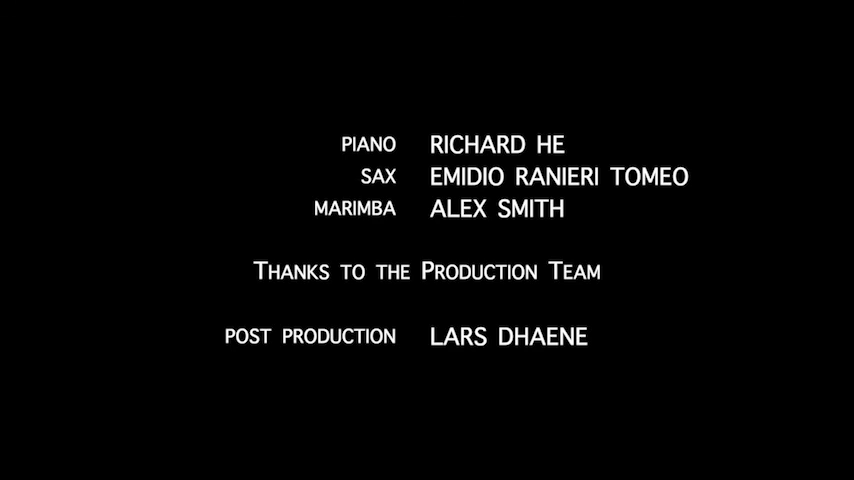 PIANO RICHARD HE
SAX EMIDIO RANIERI TOMEO
MARIMBA ALEX SMITH
THANKS TO THE PRODUCTION TEAM
POST PRODUCTION LARS DHAENE